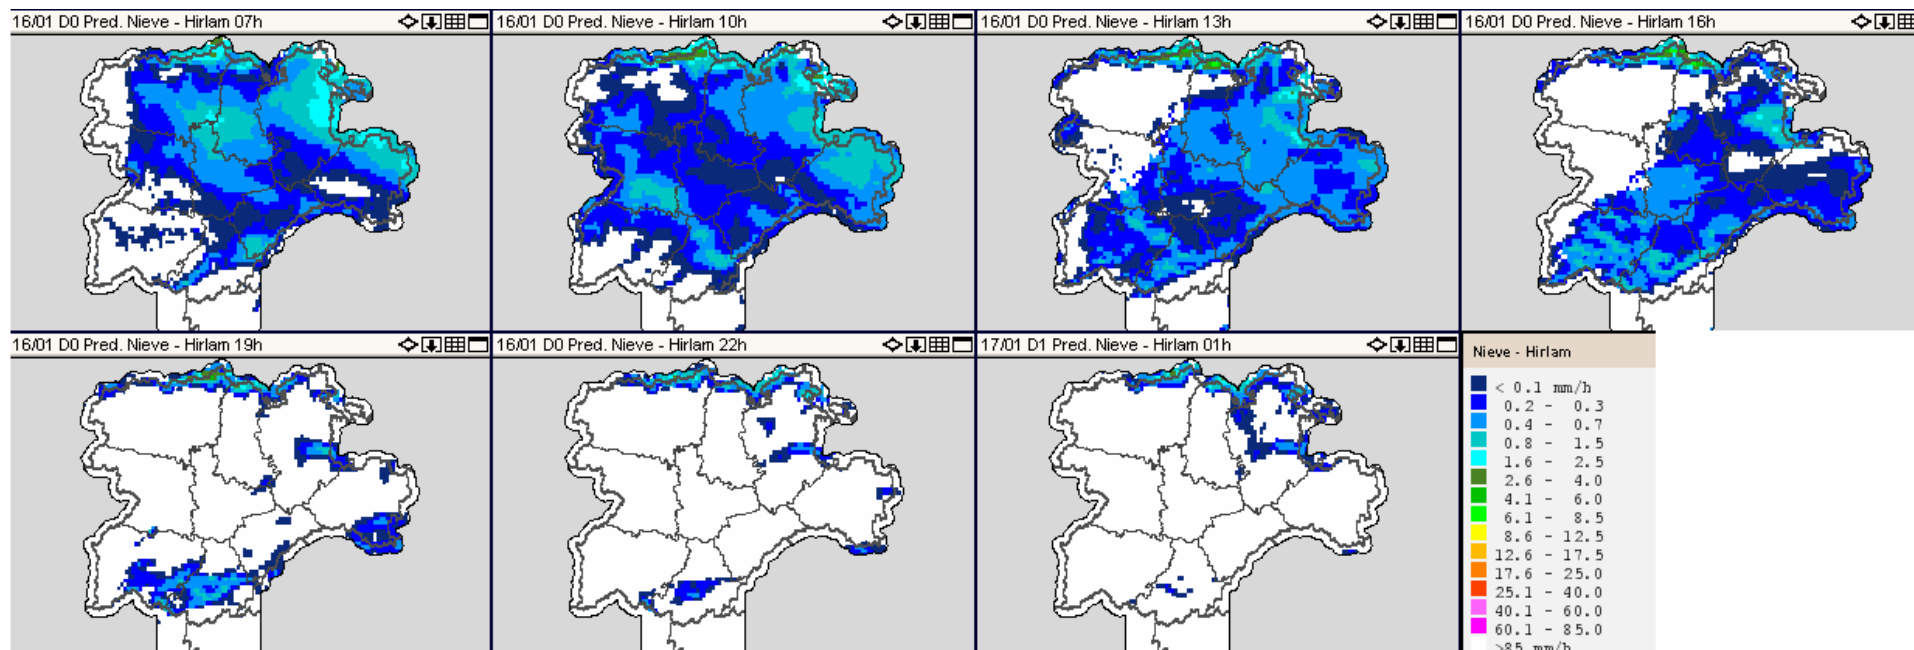 16/01 D0 Pred. Nieve - Hirlam 07h
16/01 D0 Pred. Nieve - Hirlam 10h
16/01 D0 Pred. Nieve - Hirlam 13h
16/01 D0 Pred. Nieve - Hirlam 16h
16/01 D0 Pred. Nieve - Hirlam 19h
16/01 D0 Pred. Nieve - Hirlam 22h
17/01 D1 Pred. Nieve - Hirlam 01h
Nieve - Hirlam
< 0.1 mm/h
0.2 - 0.3
0.4 - 0.7
0.8 - 1.5
1.6 - 2.5
2.6 - 4.0
4.1 - 6.0
6.1 - 8.5
8.6 - 12.5
12.6 - 17.5
17.6 - 25.0
25.1 - 40.0
40.1 - 60.0
60.1 - 85.0
>85 mm/h